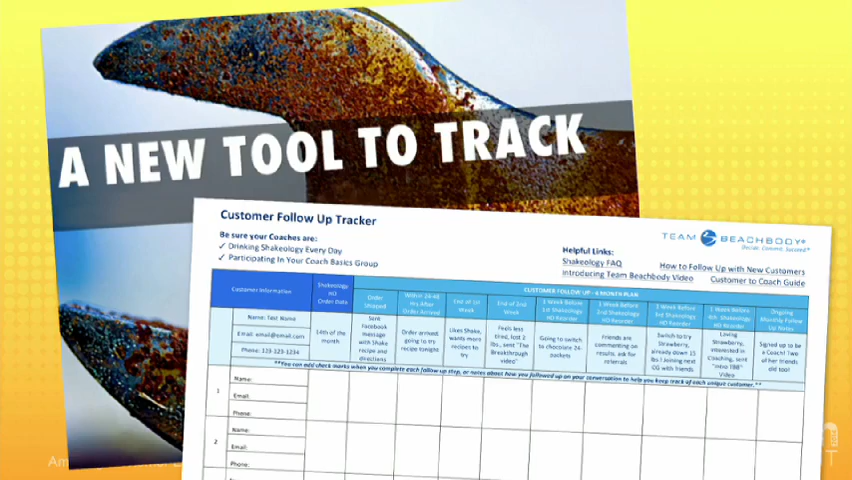 A NEW TOOL TO TRACK
Customer Follow Up Tracker
TEAM BEACHBODY®
Decide. Commit. Succeed.®
Be sure your Coaches are:
✓ Drinking Shakeology Every Day
✓ Participating In Your Coach Basics Group
Helpful Links:
Shakeology FAQ
How to Follow Up with New Customers
Introducing Team Beachbody Video
Customer to Coach Guide
Customer Information
Shakeology
HD
Order Date
CUSTOMER FOLLOW UP - 4 MONTH PLAN
Order
Shipped
Within 24-48
Hrs After
Order Arrival
End of 1st
Week
End of 2nd
Week
1 Week Before
1st Shakeology
HD Reorder
1 Week Before
2nd Shakeology
HD Reorder
1 Week Before
3rd Shakeology
HD Reorder
1 Week Before
4th Shakeology
HD Reorder
Ongoing
Monthly Follow
Up Notes
Name: Test Name
Email: email@email.com
Phone: 123-123-1234
14th of the
month
Sent
Facebook
message
with Shake
recipe and
directions
Order arrived
going to try
recipe tonight
Likes Shake,
wants more
recipes to
try
Feels less
tired, lost 2
lbs., sent "The
Breakthrough
video"
Going to switch
to chocolate 24-
packets
Friends are
commenting on
results, ask for
referrals
Switch to try
Strawberry,
already down 15
lbs ! Joining next
CG with friends.
Loving
Strawberry,
interested in
Coaching, sent
"Intro TBB"
Video
Signed up to be
a Coach! Two
of her friends
did too!
**You can add check marks when you complete each follow up step, or notes about how you followed up on your conversation to help you keep track of each unique customer.**
1
Name:
Email:
Phone:
2
Name:
Email:
Phone: